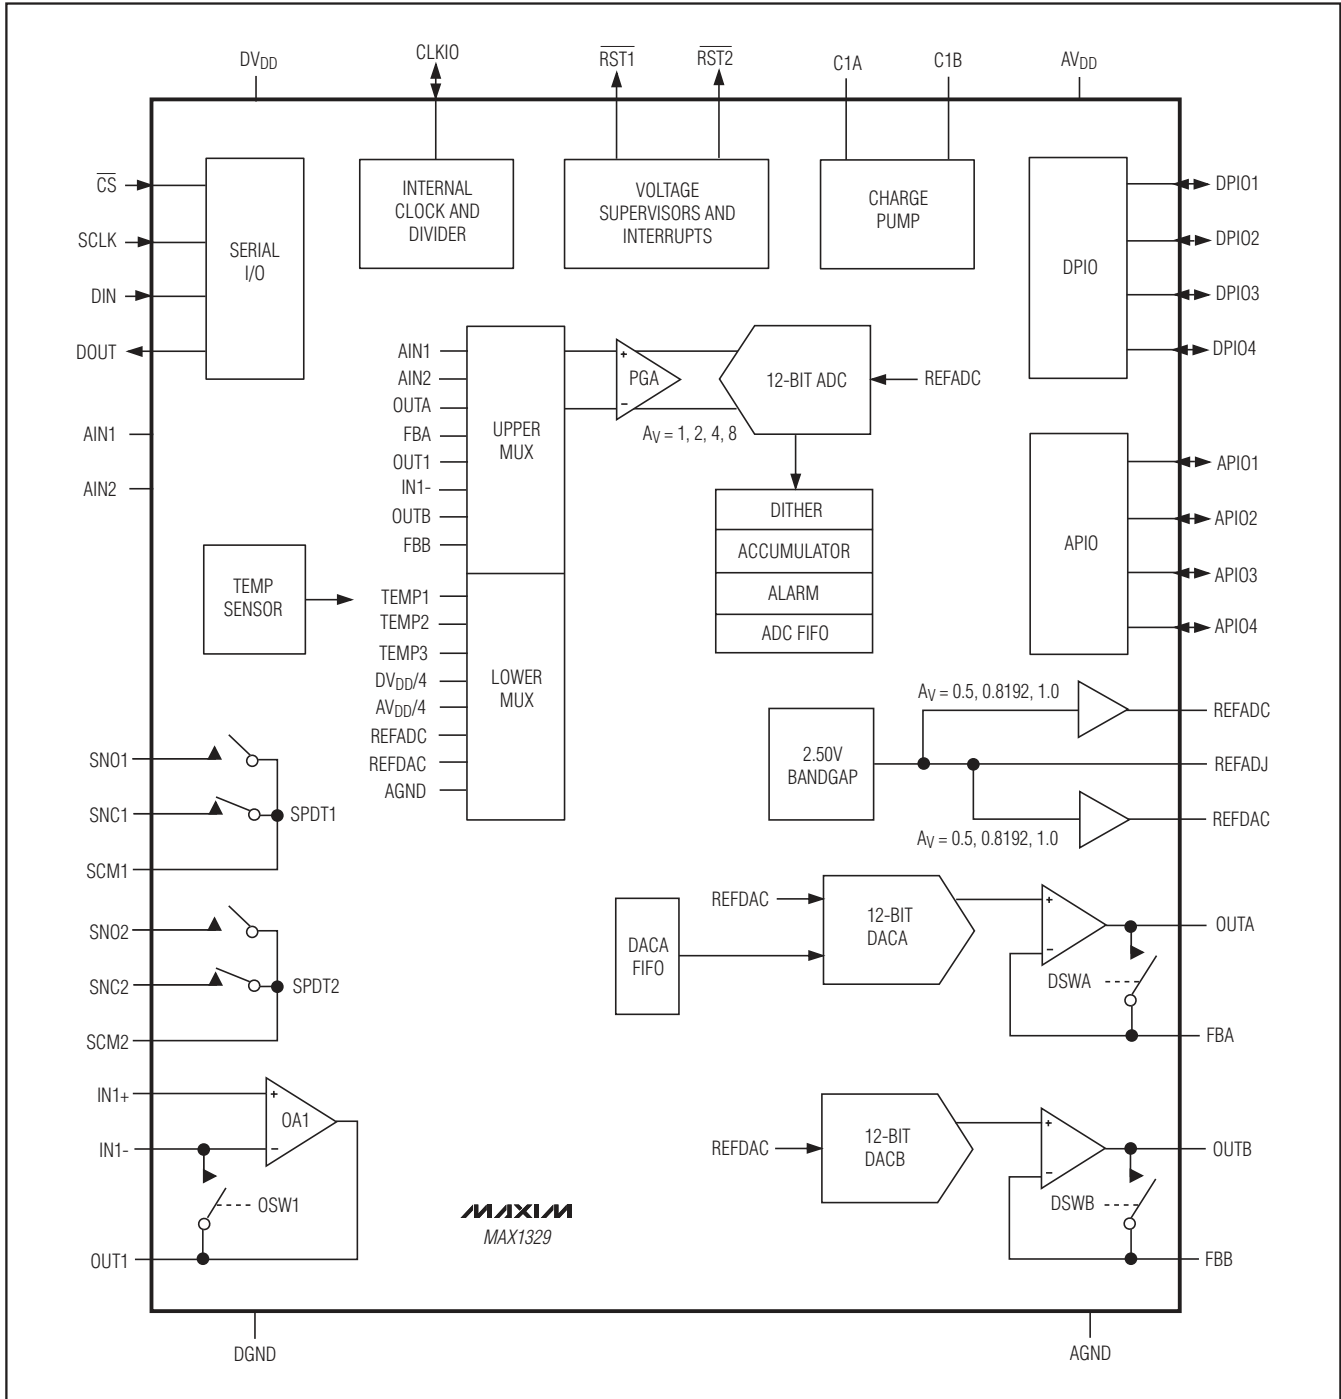 DVDD
CLKIO
RST1
RST2
C1A
C1B
AVDD
CS
SCLK
DIN
DOUT
SERIAL
I/O
INTERNAL
CLOCK AND
DIVIDER
VOLTAGE
SUPERVISORS AND
INTERRUPTS
CHARGE
PUMP
DPIO
DPIO1
DPIO2
DPIO3
DPIO4
AIN1
AIN2
AIN1
AIN2
OUTA
FBA
OUT1
IN1-
OUTB
FBB
UPPER
MUX
+
PGA
−
AV = 1, 2, 4, 8
12-BIT ADC
REFADC
DITHER
ACCUMULATOR
ALARM
ADC FIFO
APIO
APIO1
APIO2
APIO3
APIO4
TEMP
SENSOR
TEMP1
TEMP2
TEMP3
DVDD/4
AVDD/4
REFADC
REFDAC
AGND
LOWER
MUX
2.50V
BANDGAP
AV = 0.5, 0.8192, 1.0
REFADC
REFADJ
REFDAC
AV = 0.5, 0.8192, 1.0
SNO1
SNC1
SPDT1
SCM1
SNO2
SNC2
SPDT2
SCM2
REFDAC
DACA
FIFO
12-BIT
DACA
+
−
OUTA
DSWA
FBA
IN1+
+
OA1
IN1-
−
OSW1
OUT1
REFDAC
12-BIT
DACB
+
−
OUTB
DSWB
FBB
MAXIM
MAX1329
DGND
AGND